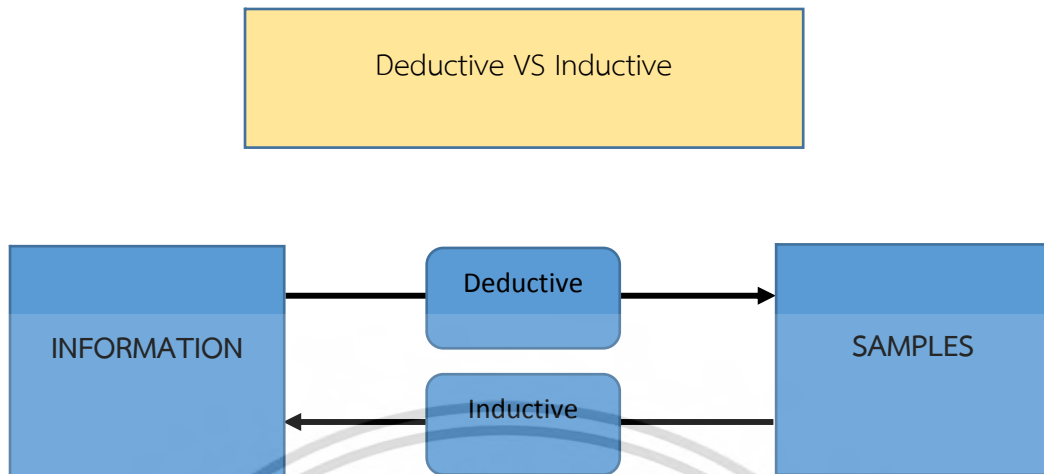 Deductive VS Inductive
Deductive
INFORMATION
SAMPLES
Inductive